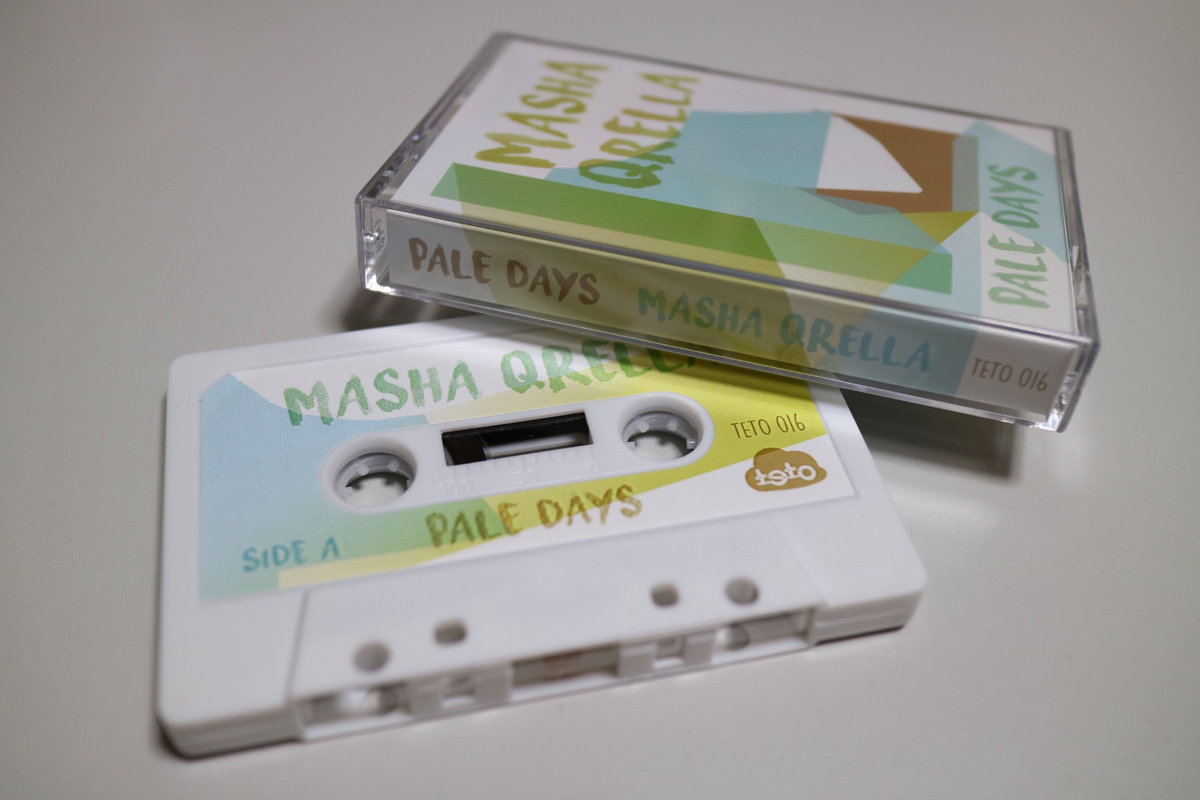 MASHA
QRELLA
PALE DAYS
PALE DAYS MASHA QRELLA TETO 016
MASHA QRELLA
TETO 016
teto
PALE DAYS
SIDE A